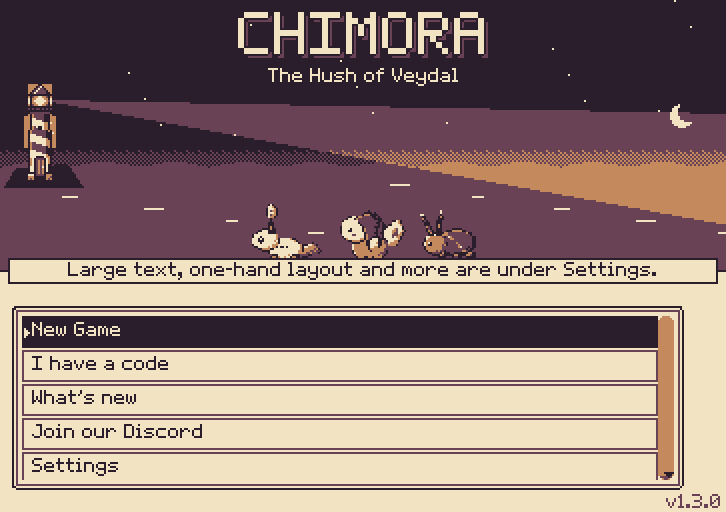 CHIMORA
The Hush of Veydal
Large text, one-hand layout and more are under Settings.
New Game
I have a code
What's new
Join our Discord
Settings
v1.3.0